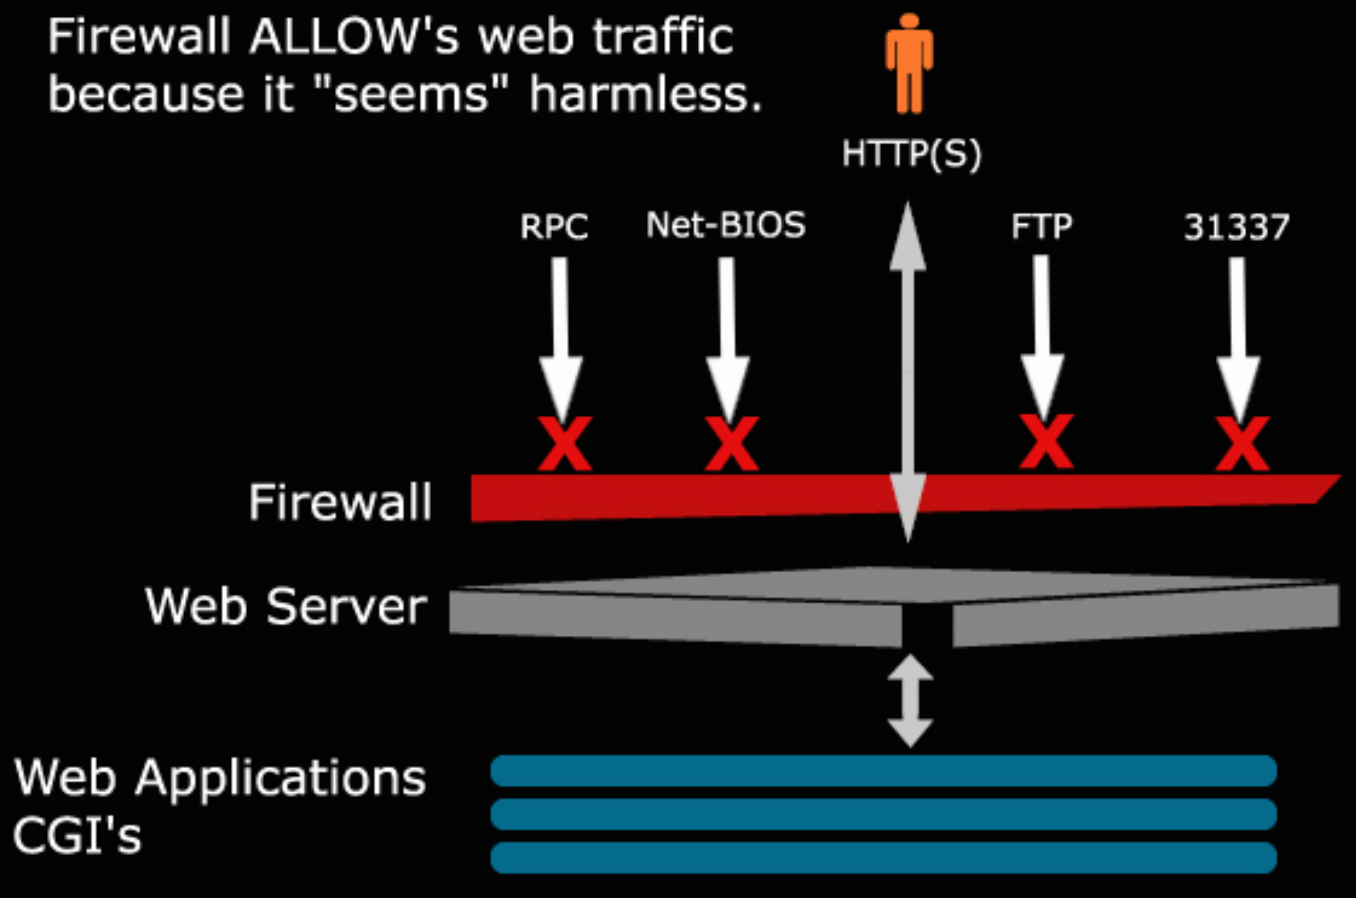 Firewall ALLOW's web traffic
because it "seems" harmless.
HTTP(S)
RPC
Net-BIOS
FTP
31337
X
X
X
X
Firewall
Web Server
Web Applications
CGI's